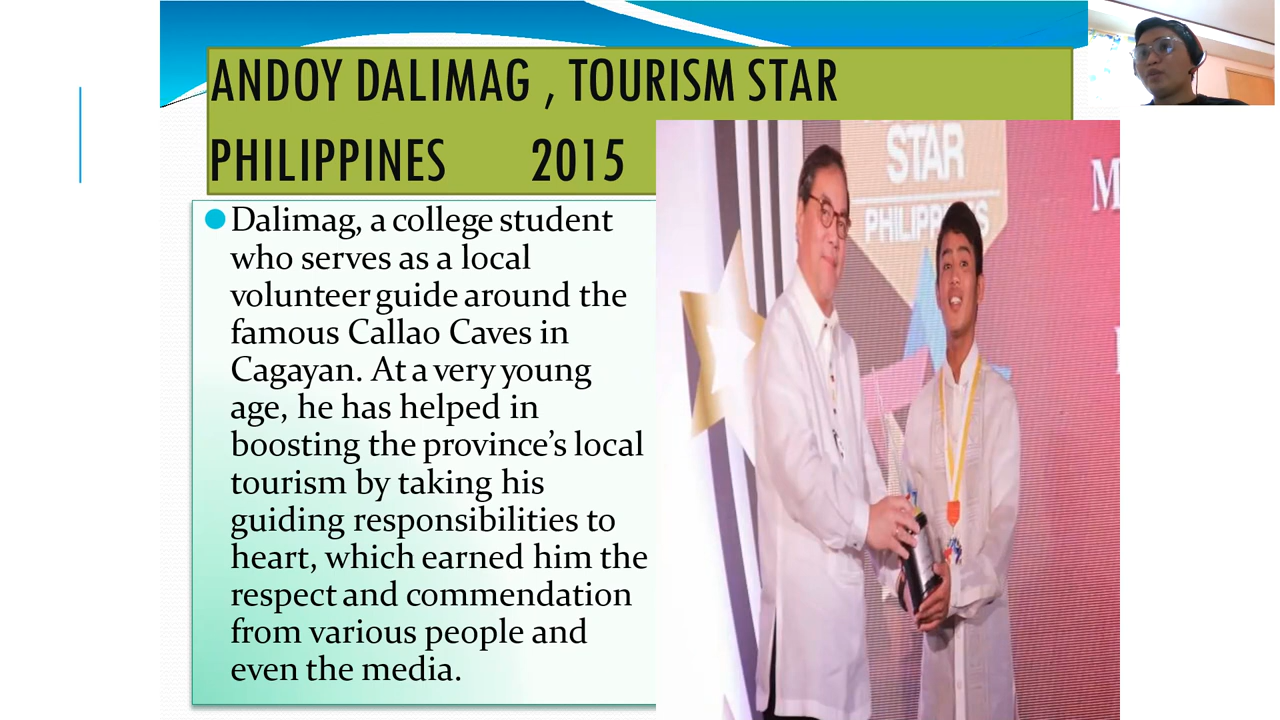 ANDOY DALIMAG , TOURISM STAR
PHILIPPINES 2015
Dalimag, a college student
who serves as a local
volunteer guide around the
famous Callao Caves in
Cagayan. At a very young
age, he has helped in
boosting the province's local
tourism by taking his
guiding responsibilities to
heart, which earned him the
respect and commendation
from various people and
even the media.
STAR
PHILIPPINES
M